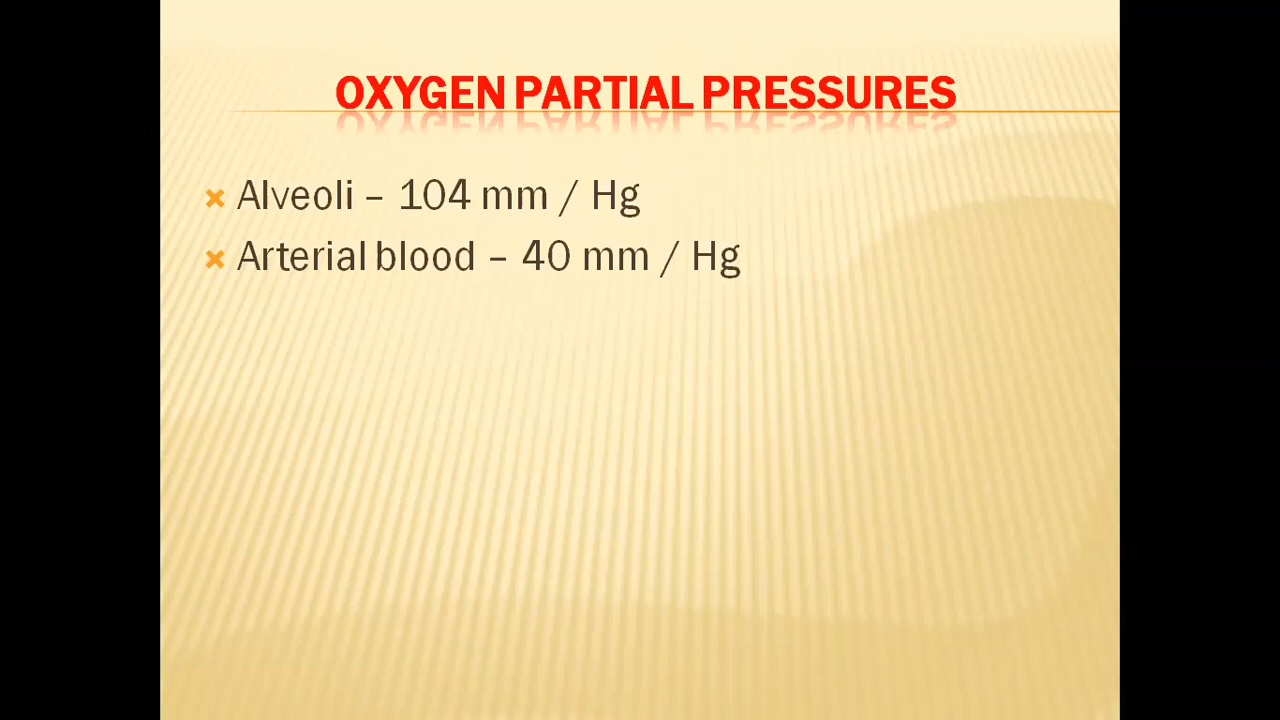 OXYGEN PARTIAL PRESSURES
Alveoli – 104 mm / Hg
Arterial blood – 40 mm / Hg